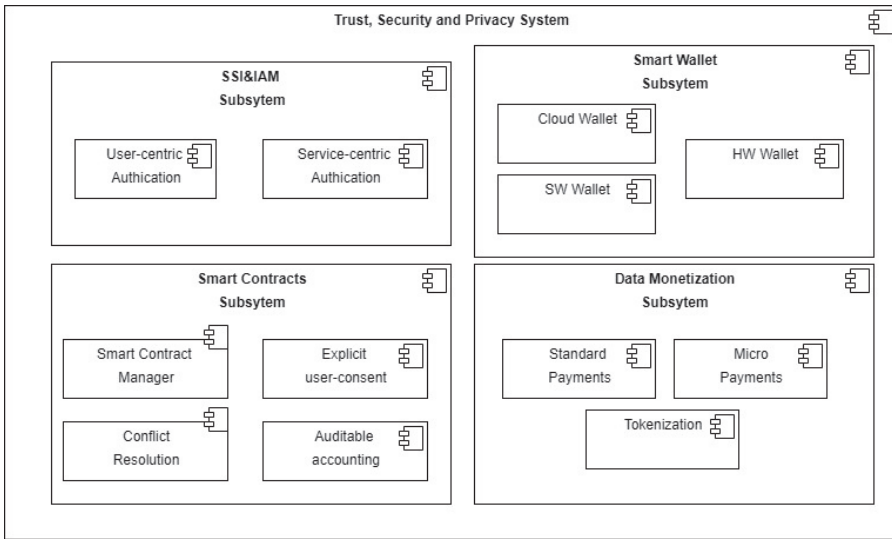 Trust, Security and Privacy System
SSI&IAM
Subsytem
User-centric
Authication
Service-centric
Authication
Smart Wallet
Subsytem
Cloud Wallet
HW Wallet
SW Wallet
Smart Contracts
Subsytem
Smart Contract
Manager
Explicit
user-consent
Conflict
Resolution
Auditable
accounting
Data Monetization
Subsytem
Standard
Payments
Micro
Payments
Tokenization